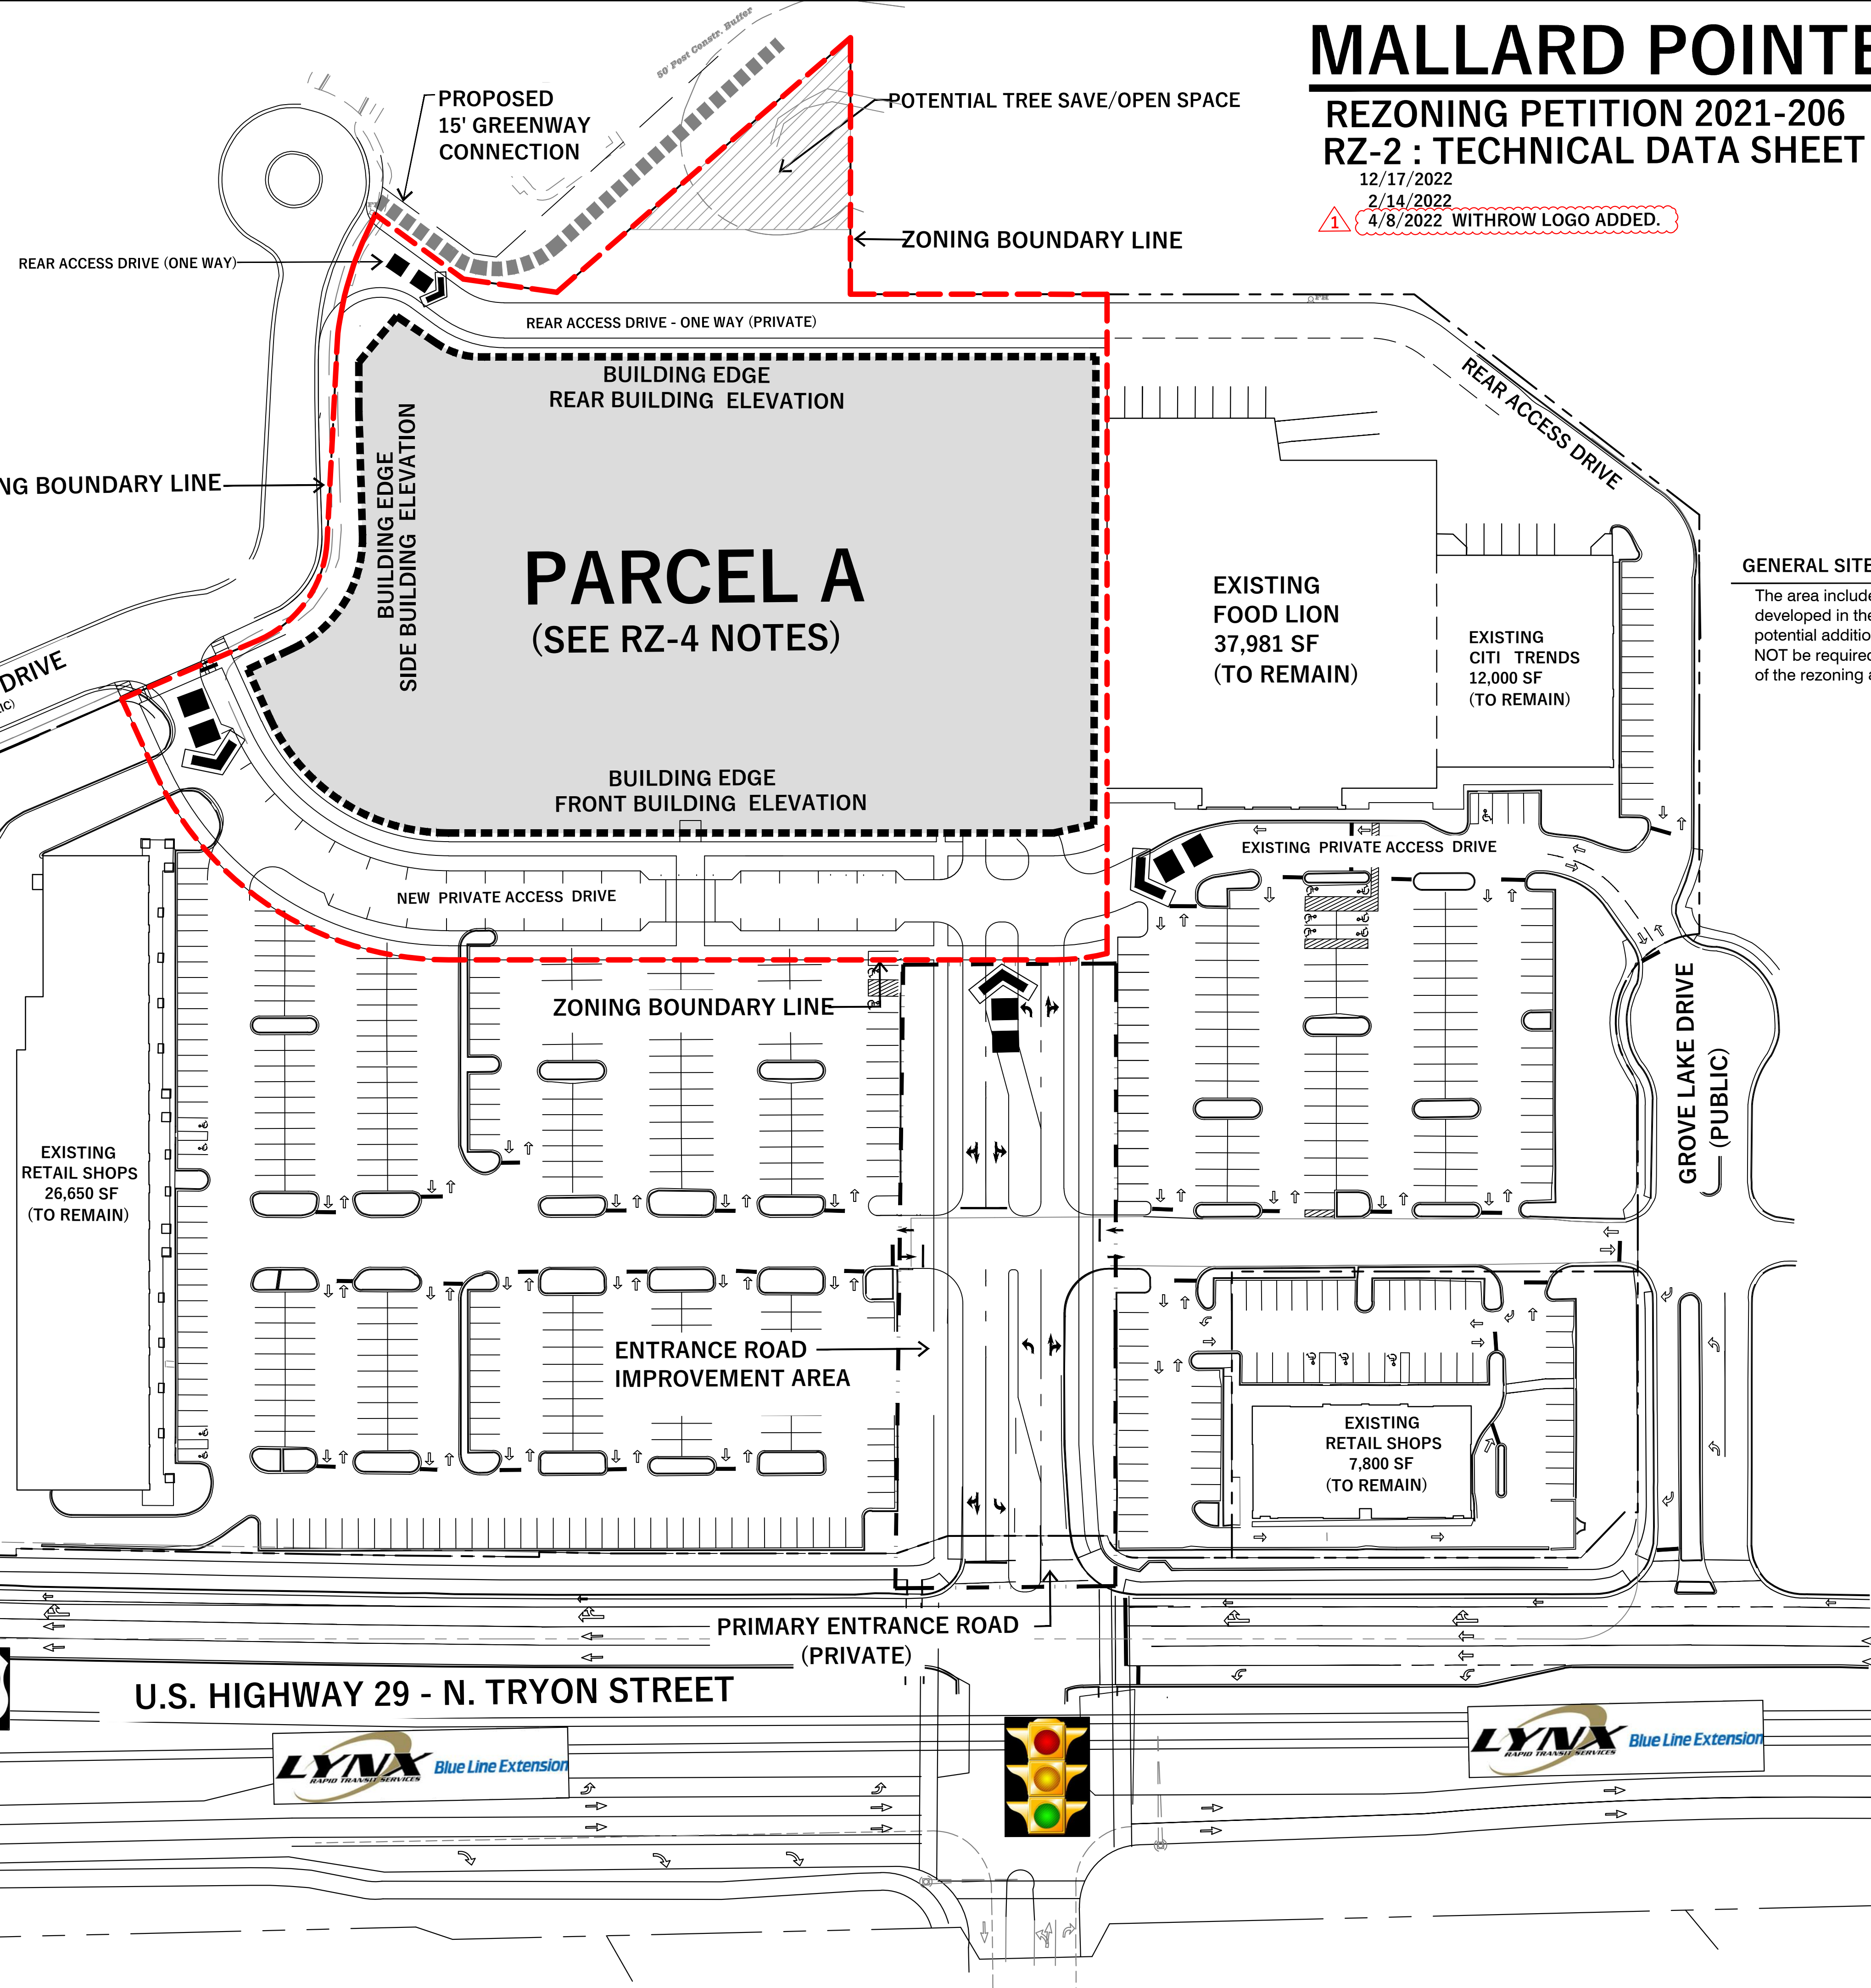 MALLARD POINTE
REZONING PETITION 2021-206
RZ-2 : TECHNICAL DATA SHEET
12/17/2022
2/14/2022
1
4/8/2022 WITHROW LOGO ADDED.
50' Post Constr. Buffer
PROPOSED
15' GREENWAY
CONNECTION
POTENTIAL TREE SAVE/OPEN SPACE
ZONING BOUNDARY LINE
REAR ACCESS DRIVE (ONE WAY)
REAR ACCESS DRIVE - ONE WAY (PRIVATE)
REAR ACCESS DRIVE
BUILDING EDGE
REAR BUILDING ELEVATION
BUILDING EDGE
SIDE BUILDING ELEVATION
NG BOUNDARY LINE
PARCEL A
(SEE RZ-4 NOTES)
EXISTING
FOOD LION
37,981 SF
(TO REMAIN)
EXISTING
CITI TRENDS
12,000 SF
(TO REMAIN)
GENERAL SITE
The area include
developed in the
potential additio
NOT be required
of the rezoning a
DRIVE
IC)
BUILDING EDGE
FRONT BUILDING ELEVATION
EXISTING PRIVATE ACCESS DRIVE
NEW PRIVATE ACCESS DRIVE
ZONING BOUNDARY LINE
GROVE LAKE DRIVE
(PUBLIC)
EXISTING
RETAIL SHOPS
26,650 SF
(TO REMAIN)
ENTRANCE ROAD
IMPROVEMENT AREA
EXISTING
RETAIL SHOPS
7,800 SF
(TO REMAIN)
PRIMARY ENTRANCE ROAD
(PRIVATE)
U.S. HIGHWAY 29 - N. TRYON STREET
LYNX
RAPID TRANSIT SERVICES
Blue Line Extension
LYNX
RAPID TRANSIT SERVICES
Blue Line Extension